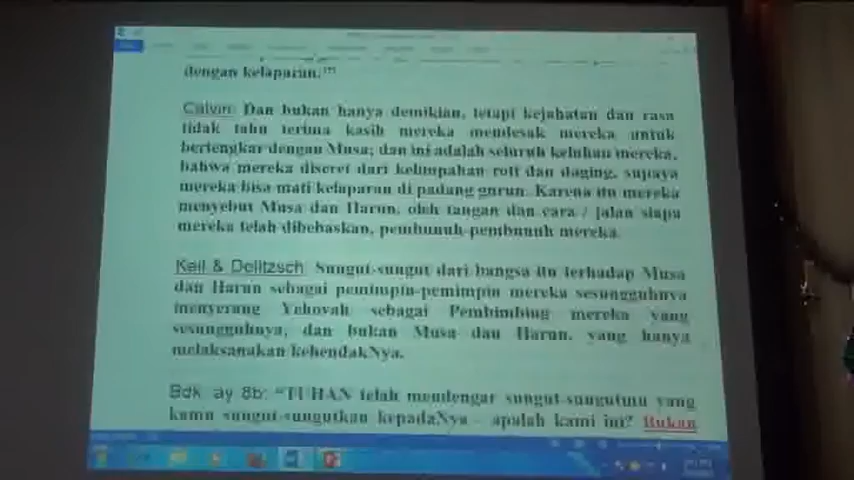 dengan kelaparan.'"
Calvin: Dan bukan hanya demikian, tetapi kejahatan dan rasa
tidak tahu terima kasih mereka mendesak mereka untuk
bertengkar dengan Musa; dan ini adalah seluruh keluhan mereka,
bahwa mereka diseret dari kelimpahan roti dan daging, supaya
mereka bisa mati kelaparan di padang gurun. Karena itu mereka
menyebut Musa dan Harun, oleh tangan dan cara / jalan siapa
mereka telah dibebaskan, pembunuh-pembunuh mereka.
Keil & Delitzsch: Sungut-sungut dari bangsa itu terhadap Musa
dan Harun sebagai pemimpin-pemimpin mereka sesungguhnya
menyerang Yehovah sebagai Pembimbing mereka yang
sesungguhnya, dan bukan Musa dan Harun, yang hanya
melaksanakan kehendakNya.
Bdk ay 8b: "TUHAN telah mendengar sungut-sungutmu yang
kamu sungut-sungutkan kepadaNya - apalah kami ini? Bukan